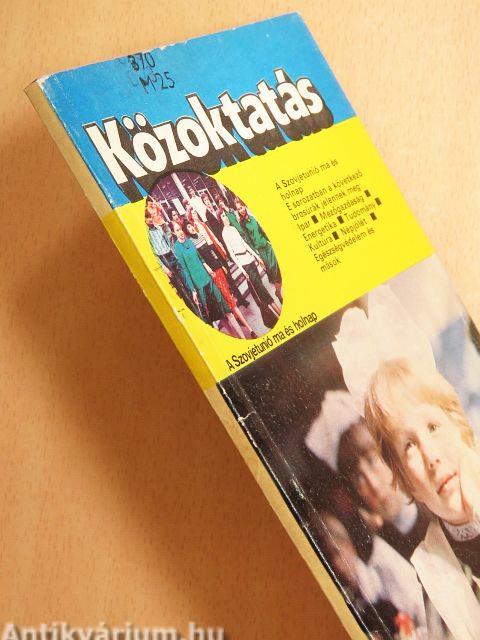 370
M-25
Közoktatás
A Szovjetunió ma és
holnap
E sorozatban a következő
brosúrák jelennek meg:
Ipar ■ Mezőgazdaság ■
Energetika ■ Tudomány ■
Kultúra ■ Népjólét ■
Egészségvédelem és
mások
A Szovjetunió ma és holnap
Antikvárium.hu